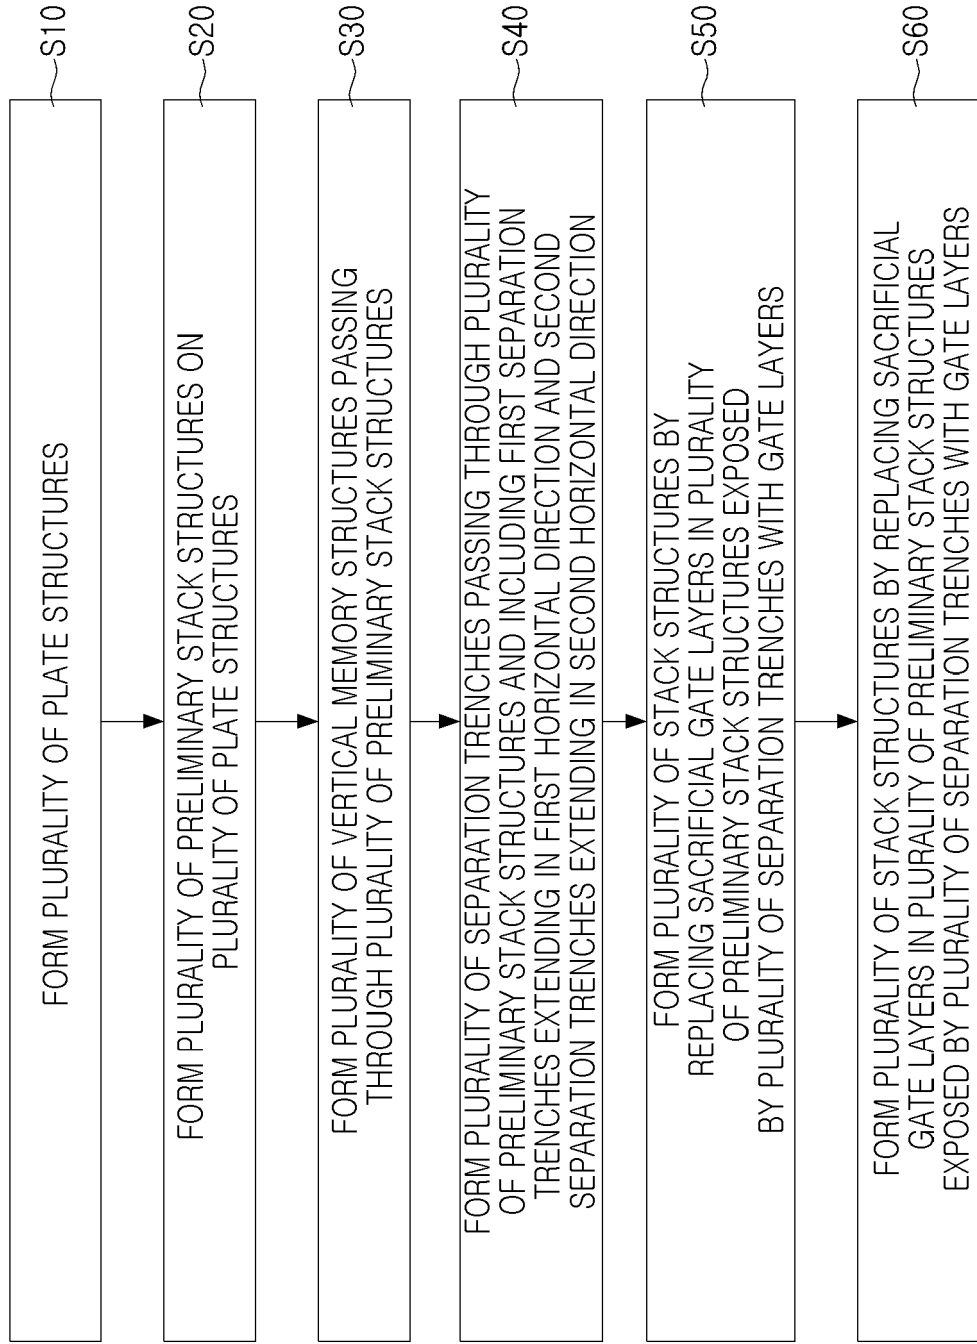 FORM PLURALITY OF PLATE STRUCTURES
S10
FORM PLURALITY OF PRELIMINARY STACK STRUCTURES ON
PLURALITY OF PLATE STRUCTURES
S20
FORM PLURALITY OF VERTICAL MEMORY STRUCTURES PASSING
THROUGH PLURALITY OF PRELIMINARY STACK STRUCTURES
S30
FORM PLURALITY OF SEPARATION TRENCHES PASSING THROUGH PLURALITY
OF PRELIMINARY STACK STRUCTURES AND INCLUDING FIRST SEPARATION
TRENCHES EXTENDING IN FIRST HORIZONTAL DIRECTION AND SECOND
SEPARATION TRENCHES EXTENDING IN SECOND HORIZONTAL DIRECTION
S40
FORM PLURALITY OF STACK STRUCTURES BY
REPLACING SACRIFICIAL GATE LAYERS IN PLURALITY
OF PRELIMINARY STACK STRUCTURES EXPOSED
BY PLURALITY OF SEPARATION TRENCHES WITH GATE LAYERS
S50
FORM PLURALITY OF STACK STRUCTURES BY REPLACING SACRIFICIAL
GATE LAYERS IN PLURALITY OF PRELIMINARY STACK STRUCTURES
EXPOSED BY PLURALITY OF SEPARATION TRENCHES WITH GATE LAYERS
S60